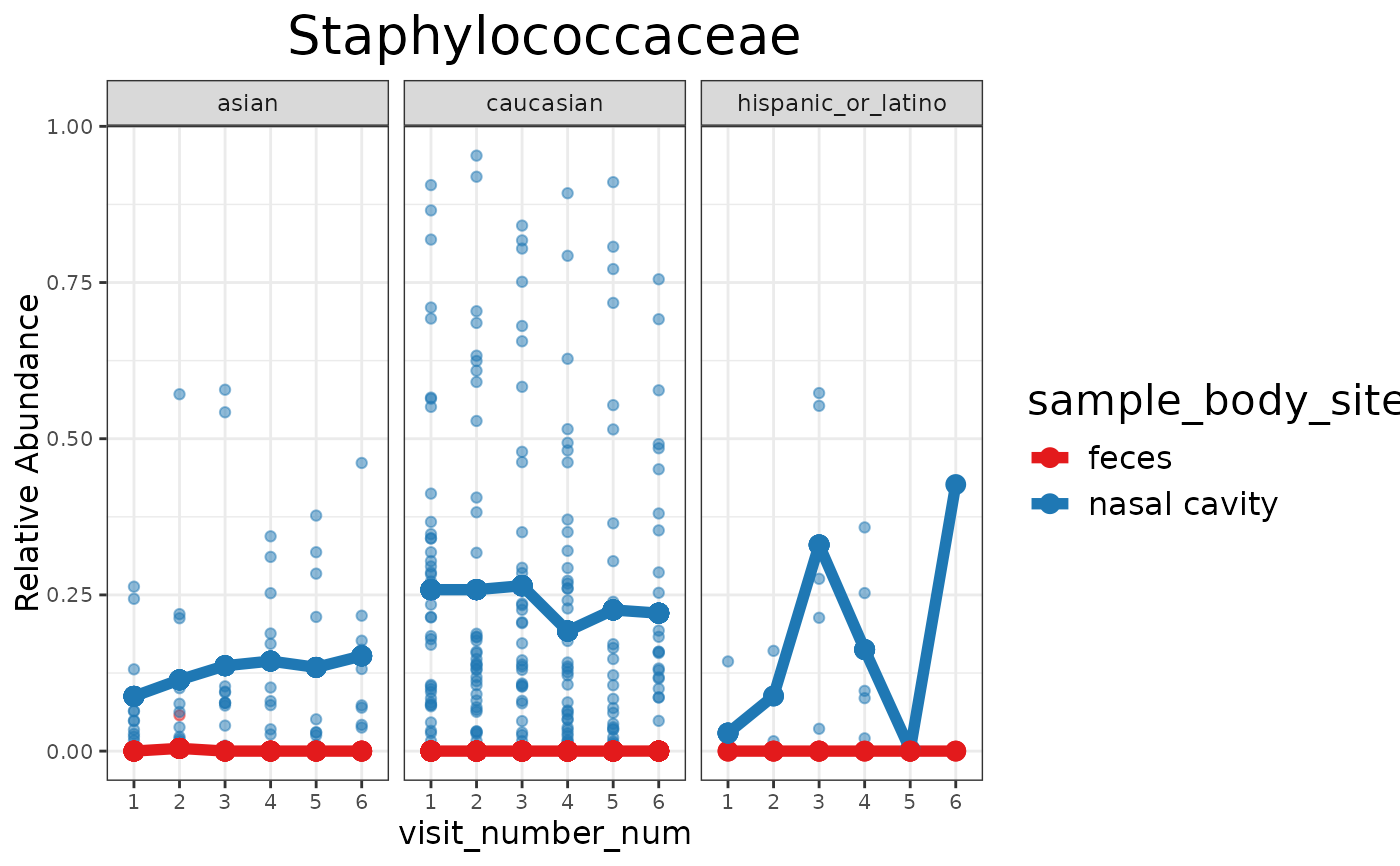 Staphylococcaceae
asian caucasian hispanic_or_latino
1.00
0.75
0.50
0.25
0.00
Relative Abundance
1 2 3 4 5 6 1 2 3 4 5 6 1 2 3 4 5 6
visit_number_num
sample_body_site
feces
nasal cavity